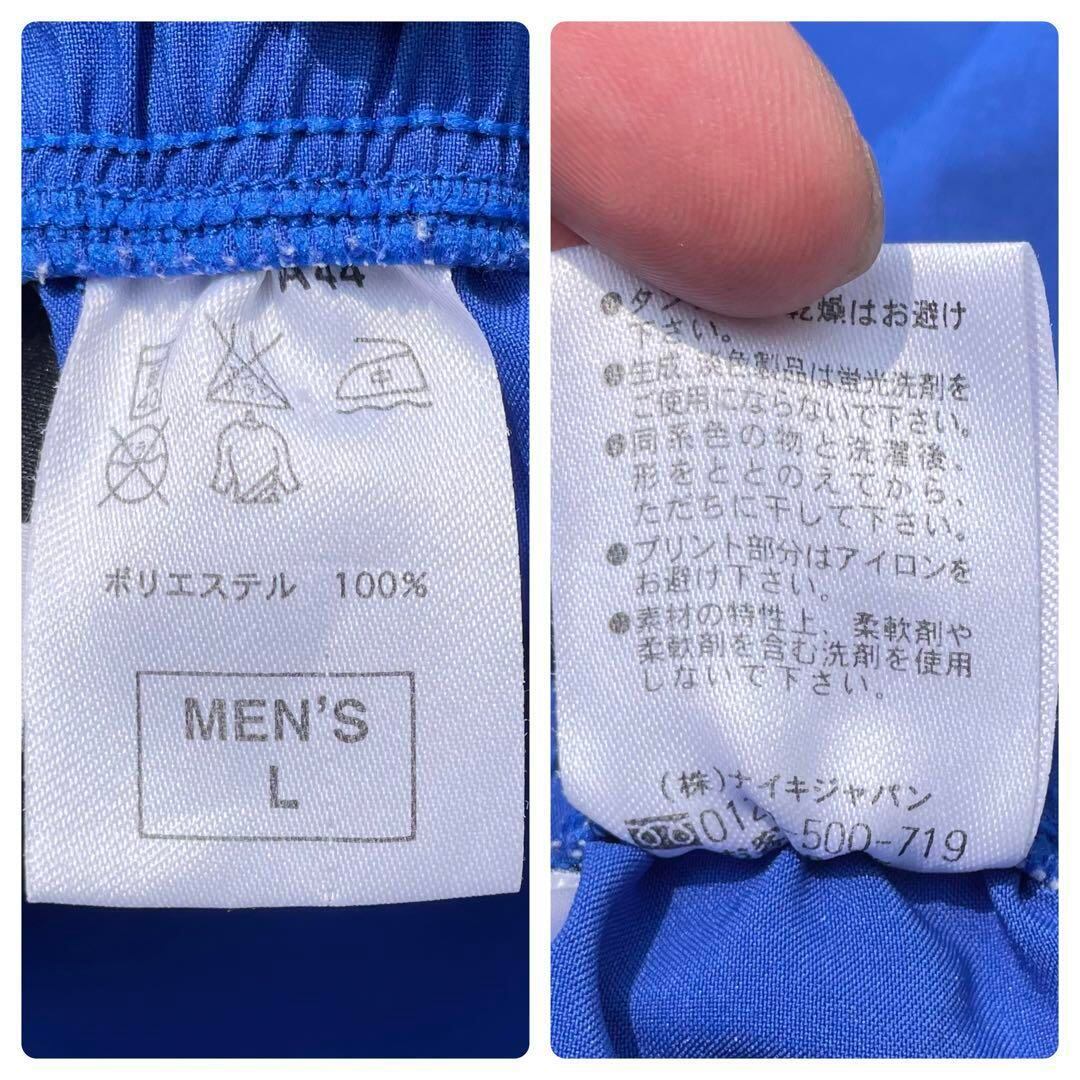 A44
ポリエステル 100%
MEN'S
L
乾燥はお避け
下さい。
●生成、淡色製品は蛍光洗剤を
ご使用にならないで下さい。
●同系色の物と洗濯後、
形をととのえてから、
ただちに干して下さい。
●プリント部分はアイロンを
お避け下さい。
●素材の特性上、柔軟剤や
柔軟剤を含む洗剤を使用
しないで下さい。
(株)ナイキジャパン
-500-719